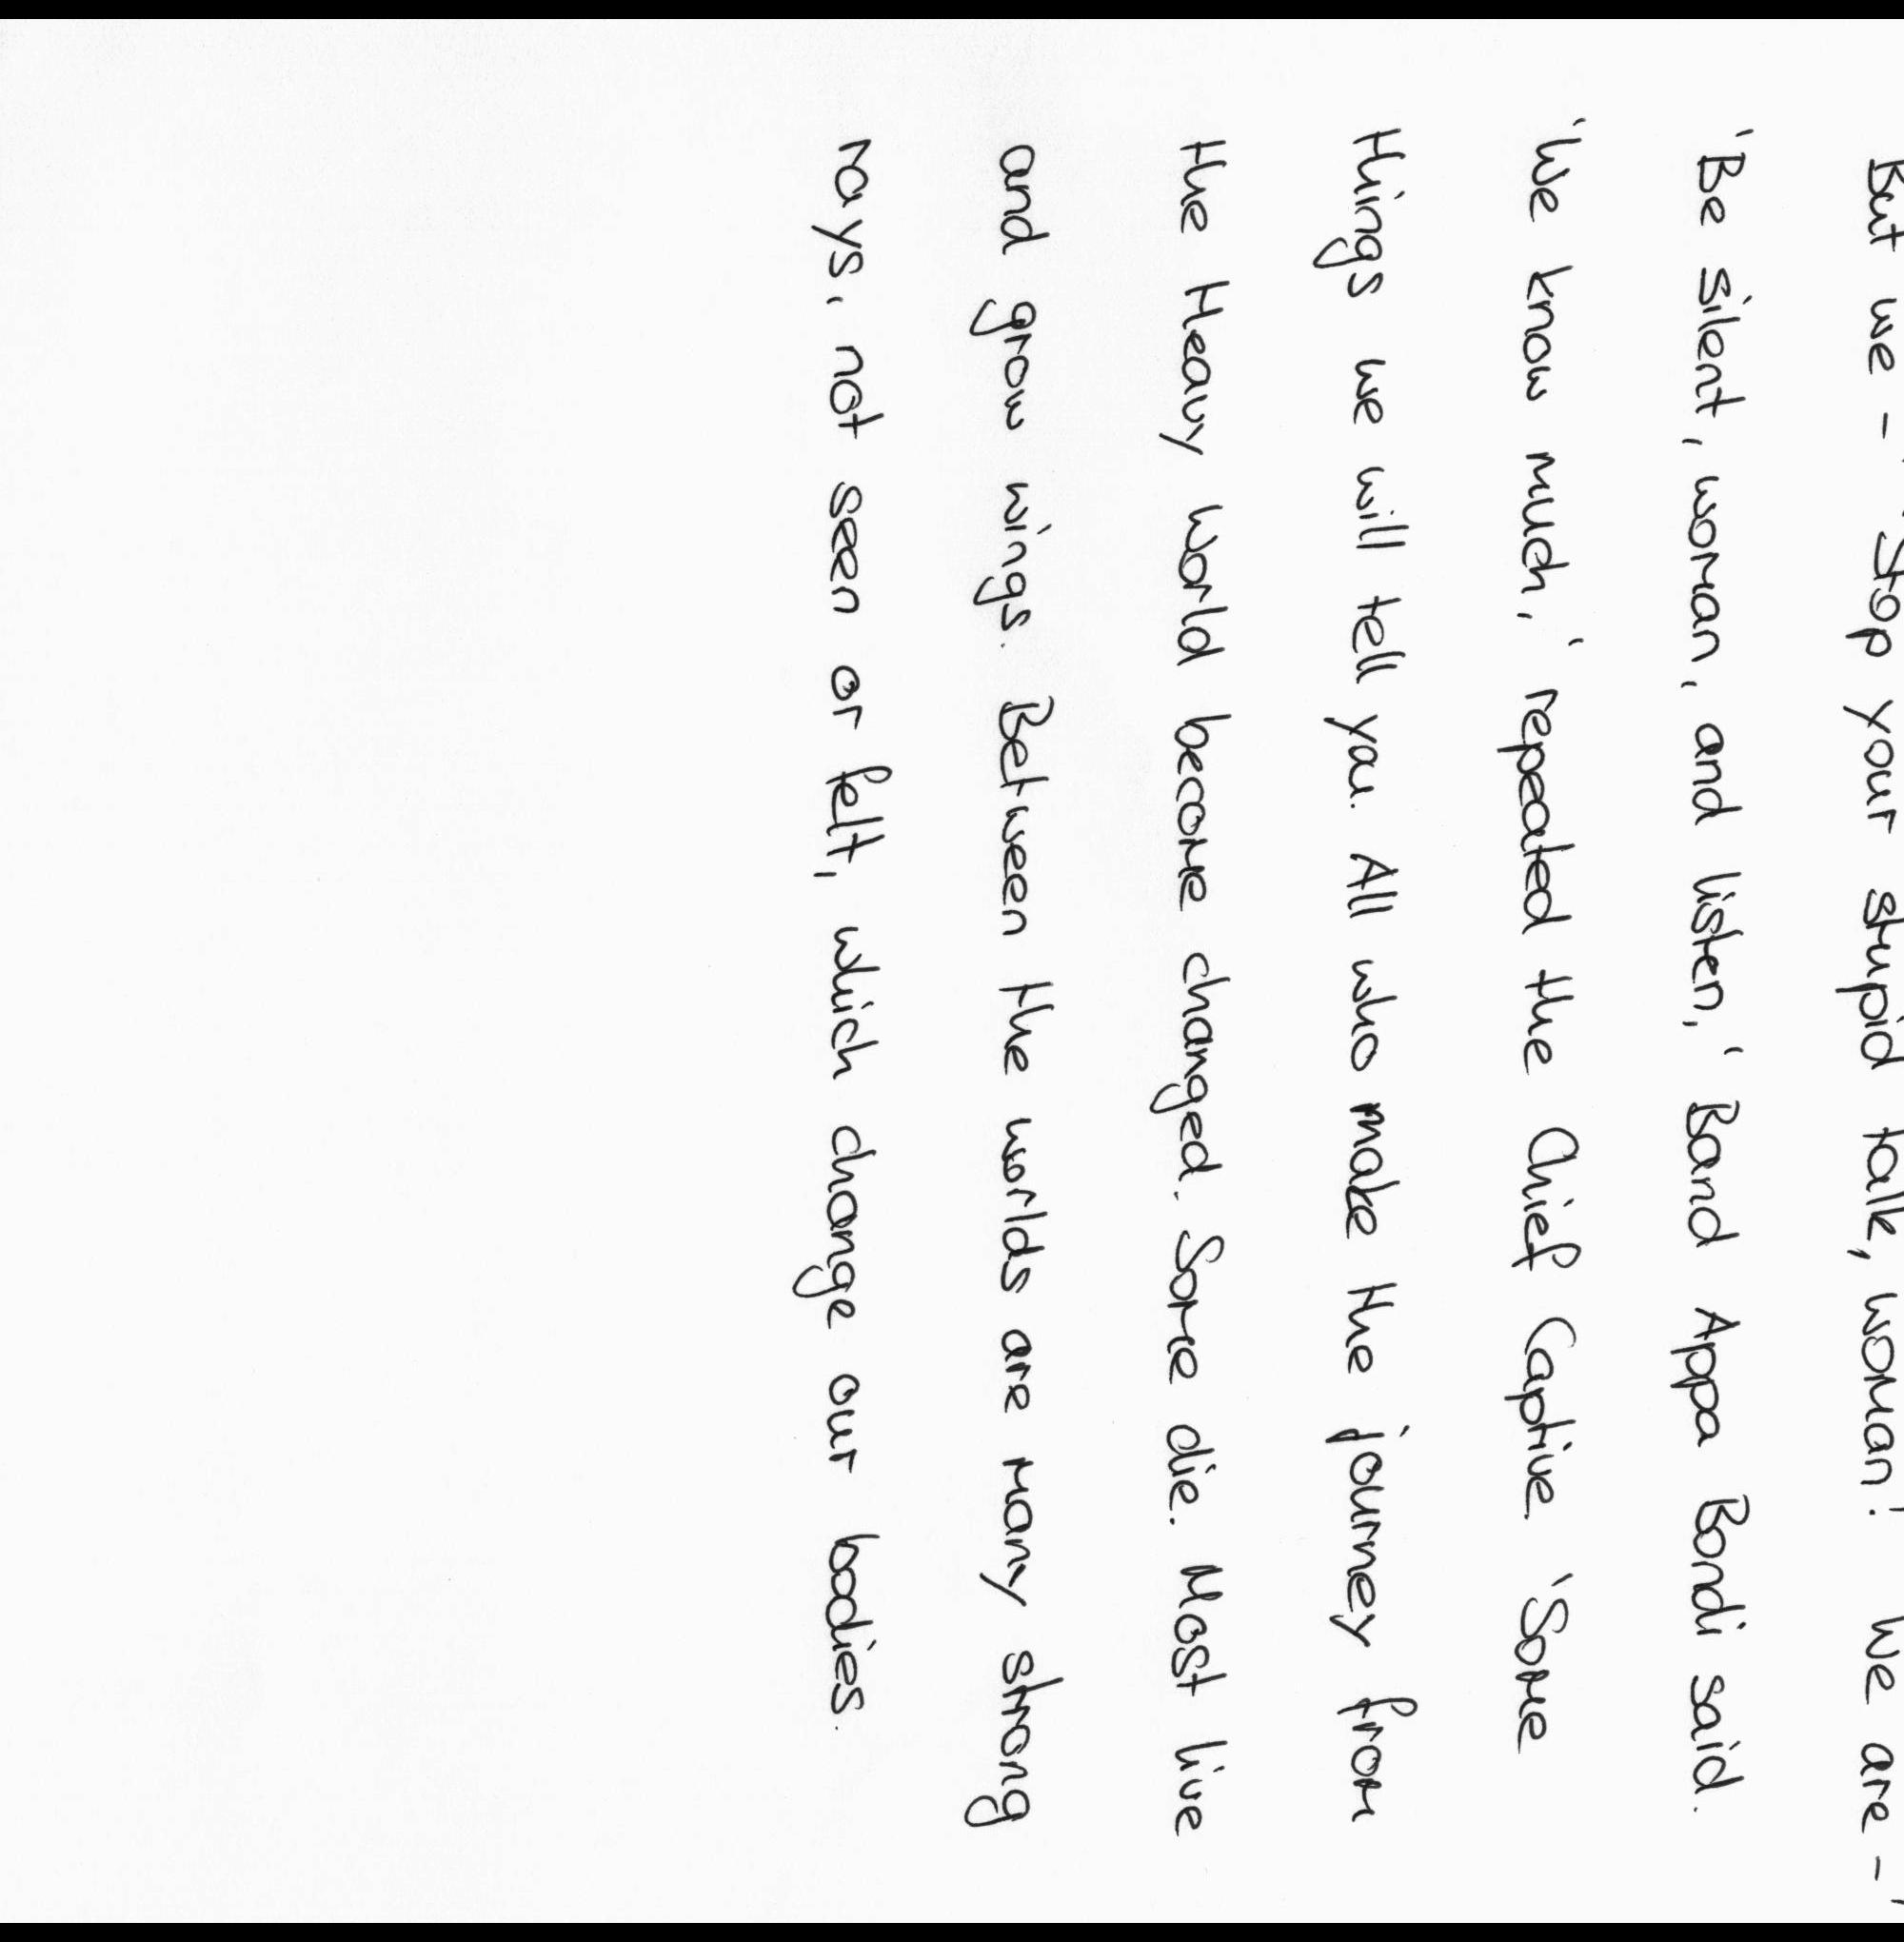 But we - ' 'Stop your stupid talk, woman! We are - '
'Be silent, woman, and listen,' Band Appa Bondi said.
'We know much,' repeated the Chief Captive. 'Some
things we will tell you. All who make the journey from
the Heavy World become changed. Some die. Most live
and grow wings. Between the worlds are many strong
rays, not seen or felt, which change our bodies.